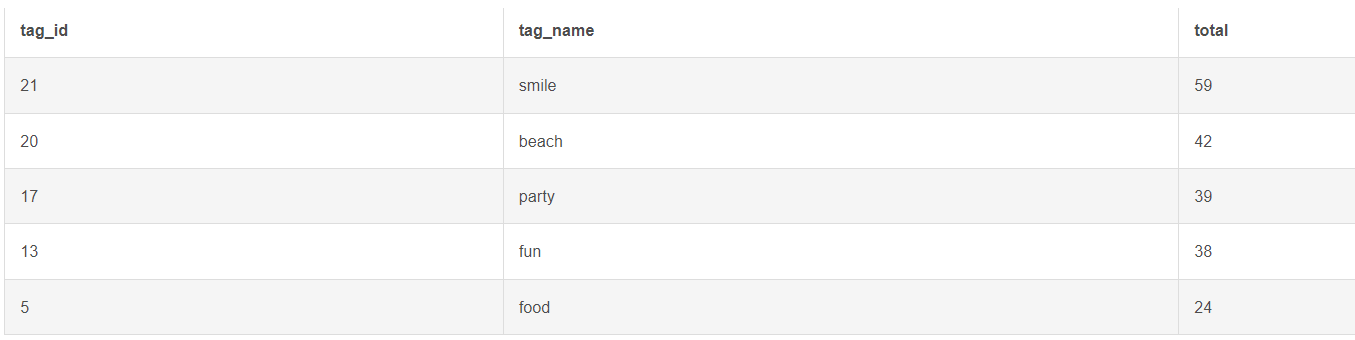 tag_id tag_name total
21 smile 59
20 beach 42
17 party 39
13 fun 38
5 food 24